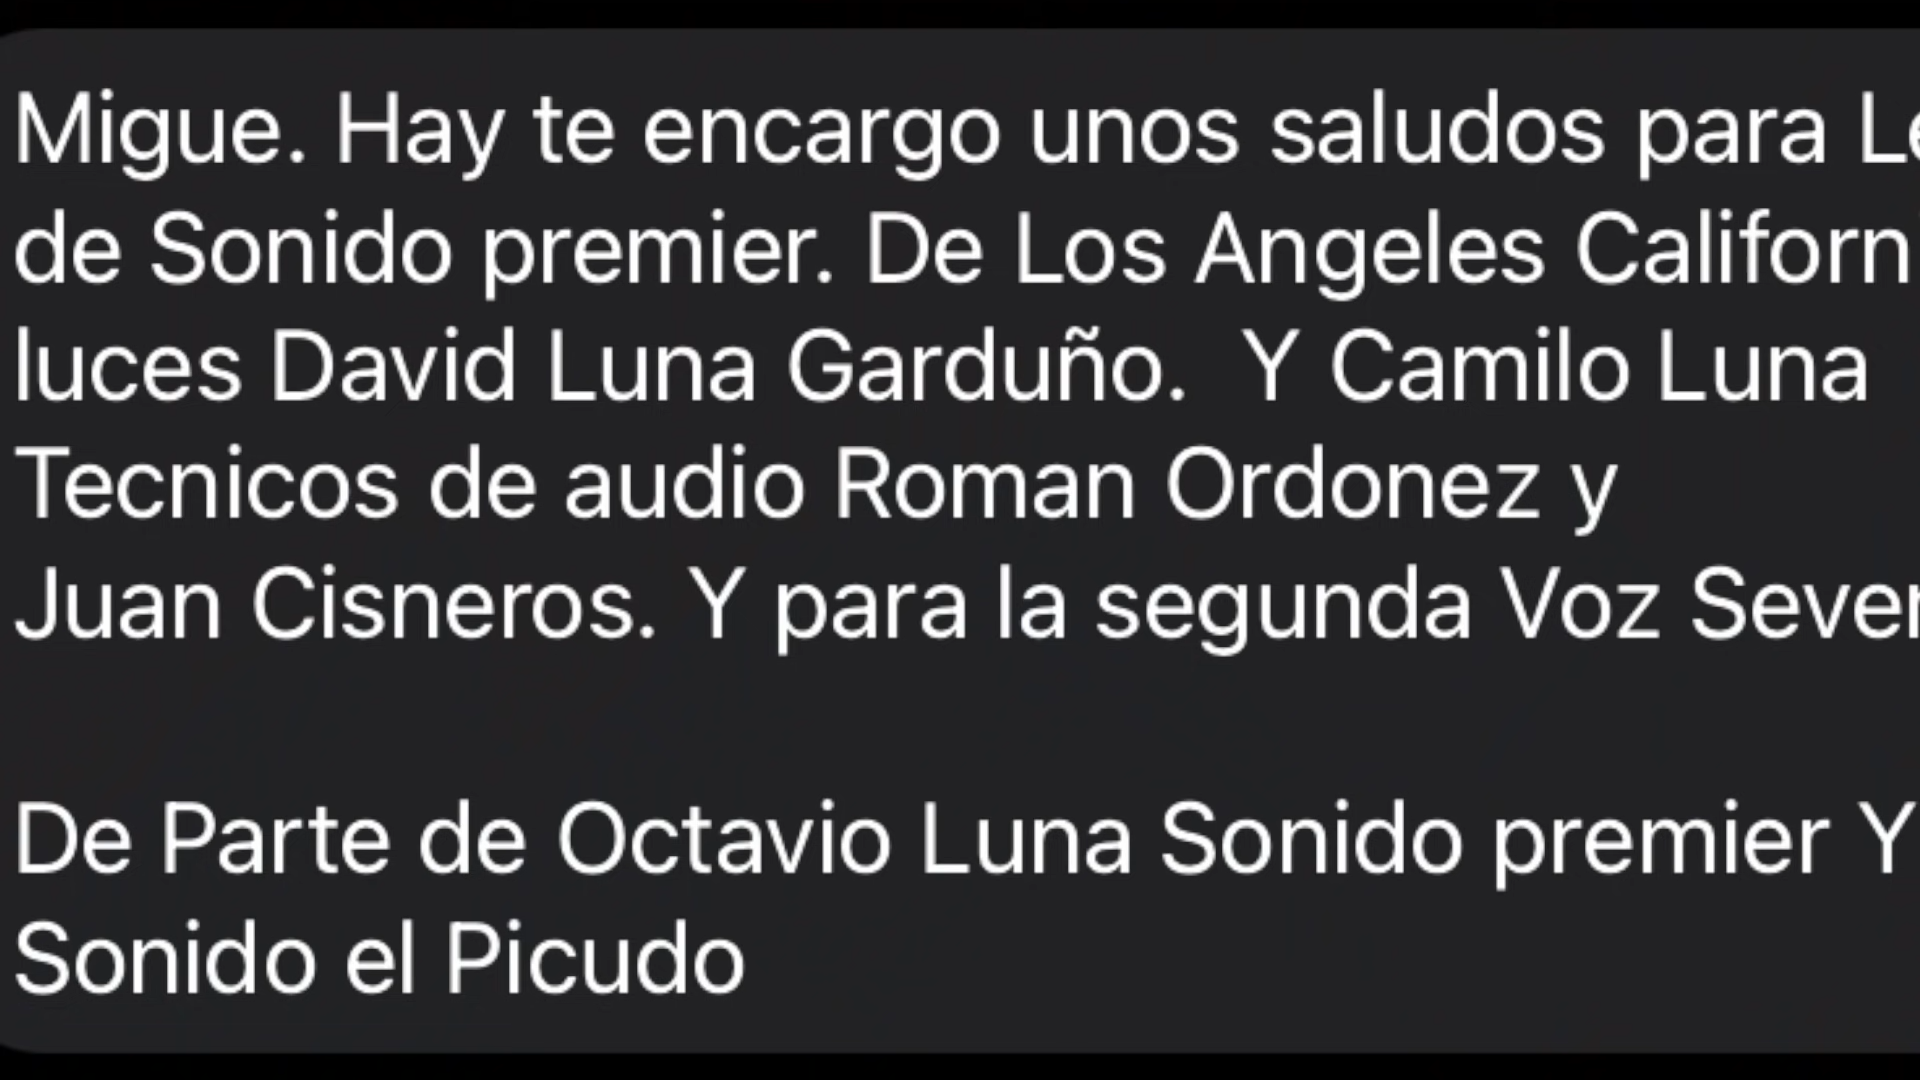 Migue. Hay te encargo unos saludos para
de Sonido premier. De Los Angeles
luces David Luna Garduño.  Y Camilo Luna
Tecnicos de audio Roman Ordonez y
Juan Cisneros. Y para la segunda Voz
De Parte de Octavio Luna Sonido premier Y
Sonido el Picudo